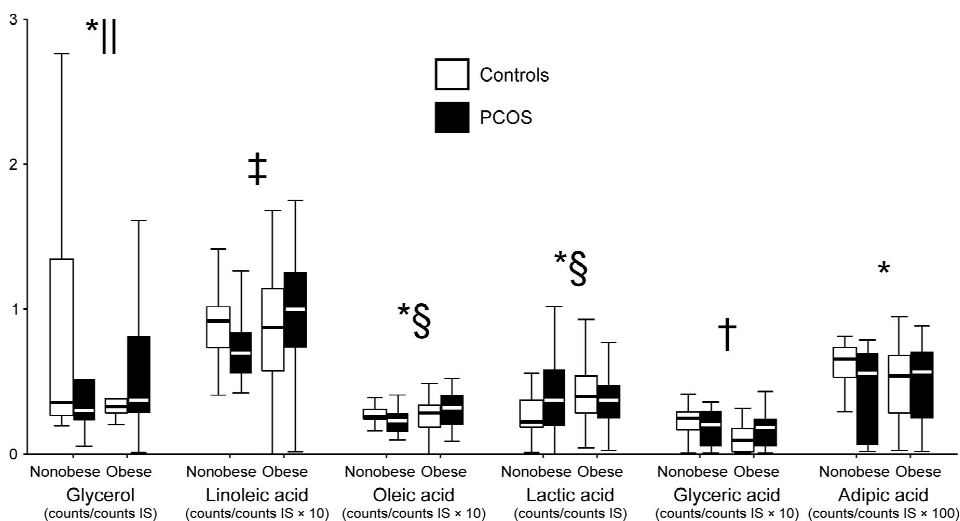 3
*||
Controls
PCOS
2
‡
*§
*§
*
1
†
0
Nonobese Obese Nonobese Obese Nonobese Obese Nonobese Obese Nonobese Obese Nonobese Obese
Glycerol Linoleic acid Oleic acid Lactic acid Glyceric acid Adipic acid
(counts/counts IS) (counts/counts IS × 10) (counts/counts IS × 10) (counts/counts IS) (counts/counts IS × 10) (counts/counts IS × 100)